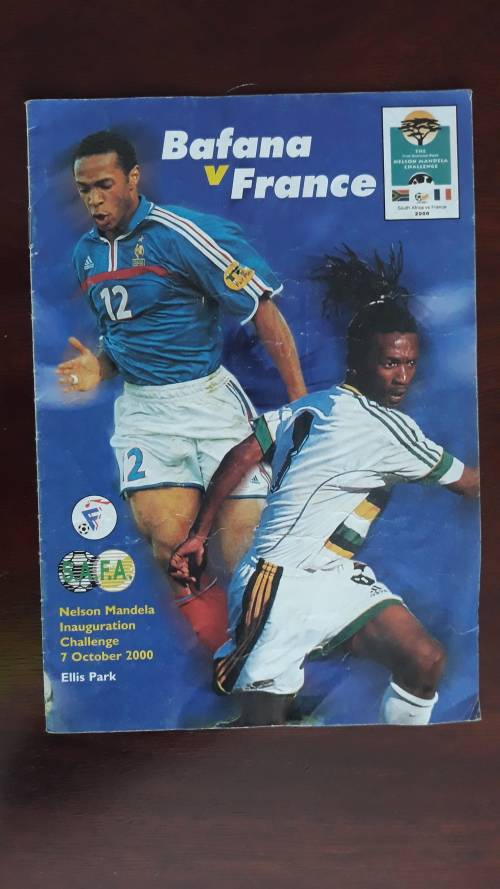 Bafana
v
France
THE
NELSON MANDELA
CHALLENGE
South Africa vs France
2000
12
12
S.A.F.A.
Nelson Mandela
Inauguration
Challenge
7 October 2000
Ellis Park